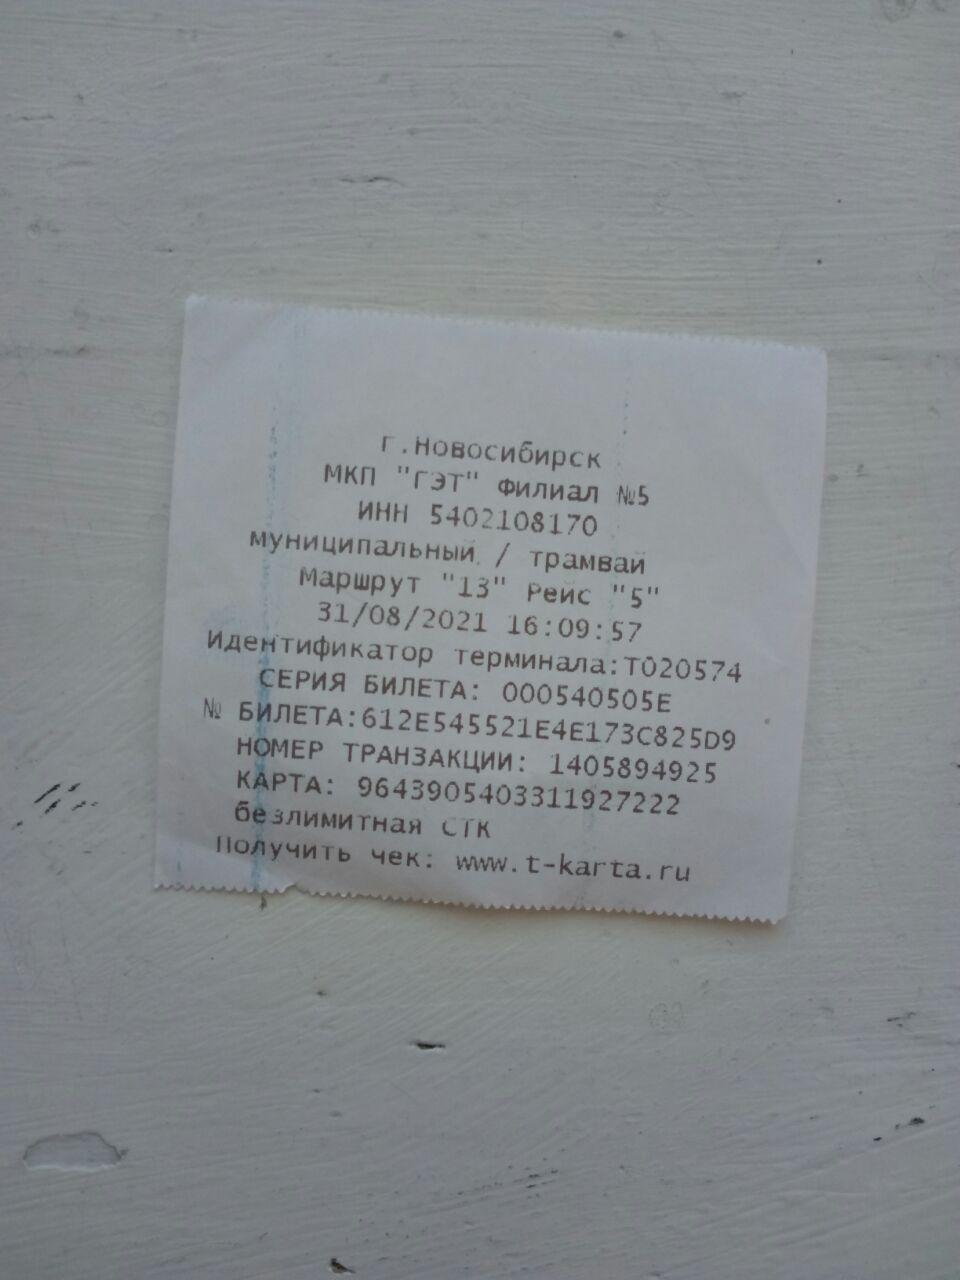 г.Новосибирск
МКП "ГЭТ" Филиал №5
ИНН 5402108170
муниципальный / трамвай
Маршрут "13" Рейс "5"
31/08/2021 16:09:57
Идентификатор терминала:T020574
СЕРИЯ БИЛЕТА: 000540505E
№ БИЛЕТА:612E545521E4E173C825D9
НОМЕР ТРАНЗАКЦИИ: 1405894925
КАРТА: 9643905403311927222
безлимитная СТК
Получить чек: www.t-karta.ru